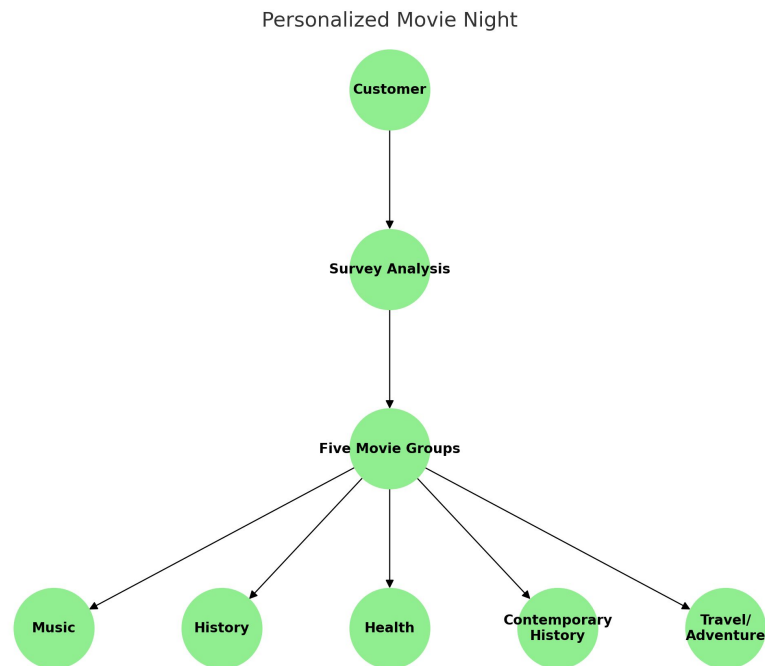 Personalized Movie Night
Customer
Survey Analysis
Five Movie Groups
Music
History
Health
Contemporary
History
Travel/
Adventure